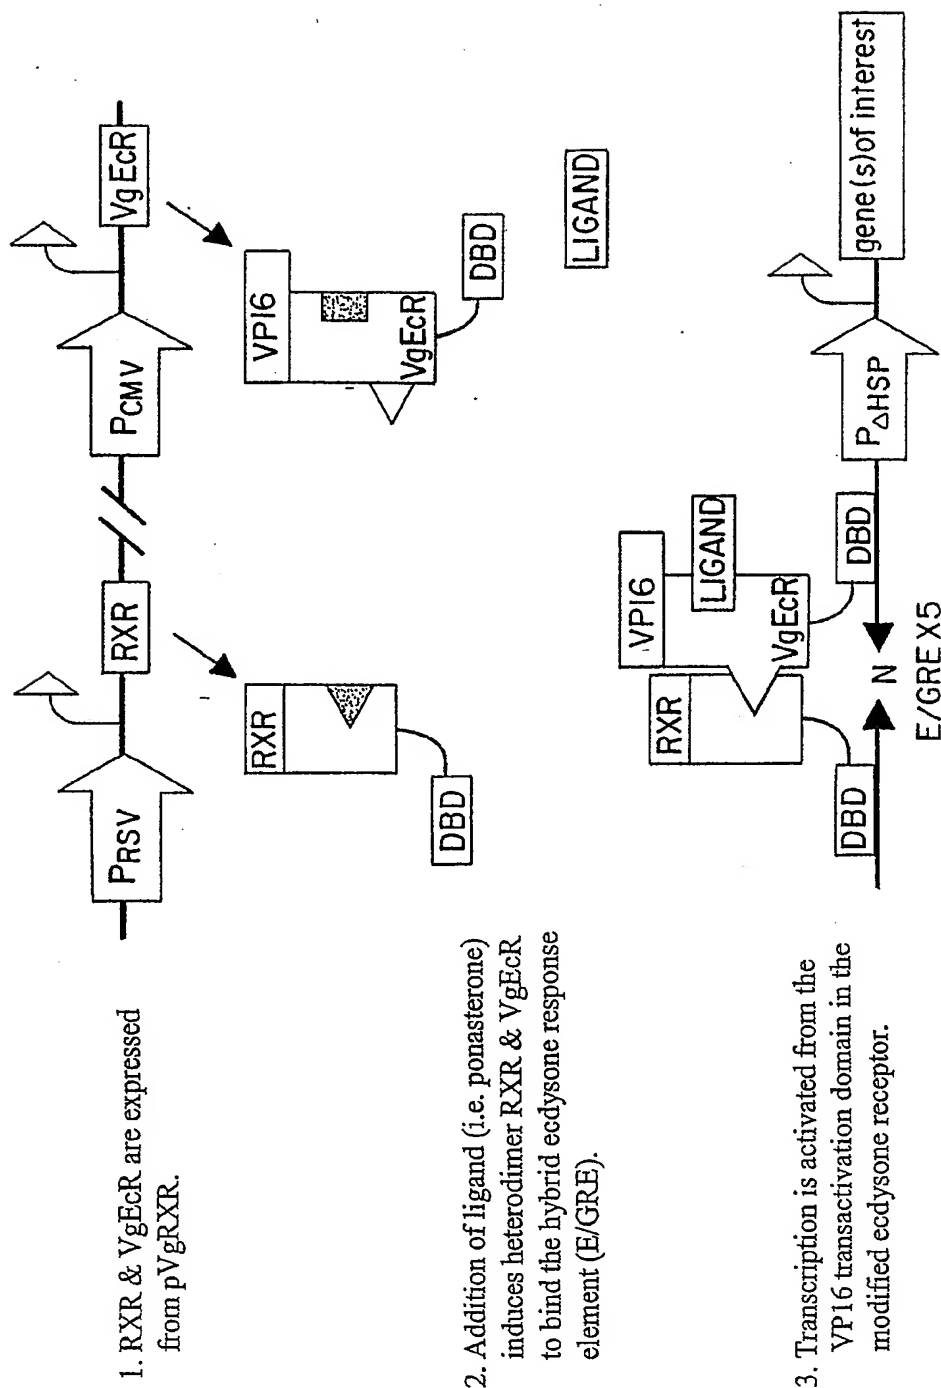 1. RXR & VgEcR are expressed
from pVgRXR.
PRSV
RXR
PCMV
VgEcR
RXR
DBD
VP16
VgEcR
DBD
2. Addition of ligand (i.e. ponasterone)
induces heterodimer RXR & VgEcR
to bind the hybrid ecdysone response
element (E/GRE).
LIGAND
3. Transcription is activated from the
VP16 transactivation domain in the
modified ecdysone receptor.
RXR
VP16
LIGAND
VgEcR
DBD
DBD
N
E/GRE X5
P∆HSP
gene(s) of interest